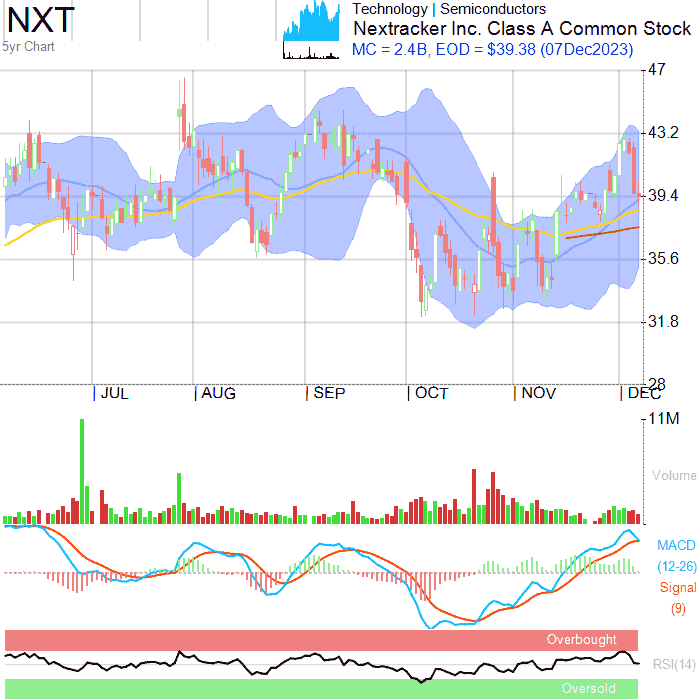 NXT
Technology | Semiconductors
Nextracker Inc. Class A Common Stock
5yr Chart
MC = 2.4B, EOD = $39.38 (07Dec2023)
47
43.2
39.4
35.6
31.8
28
JUL AUG SEP OCT NOV DEC
11M
Volume
MACD
(12-26)
Signal
(9)
Overbought
RSI(14)
Oversold